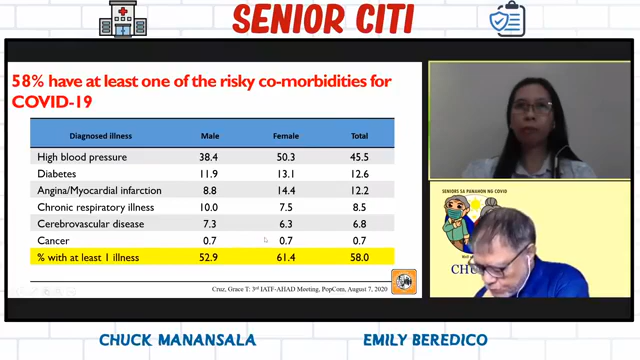 SENIOR CITI
58% have at least one of the risky co-morbidities for
COVID-19
Diagnosed illness Male Female Total
High blood pressure 38.4 50.3 45.5
Diabetes 11.9 13.1 12.6
Angina/Myocardial infarction 8.8 14.4 12.2
Chronic respiratory illness 10.0 7.5 8.5
Cerebrovascular disease 7.3 6.3 6.8
Cancer 0.7 0.7 0.7
% with at least 1 illness 52.9 61.4 58.0
Cruz, Grace T: 3rd IATF-AHAD Meeting, PopCom, August 7, 2020
SENIORS SA PANAHON NG COVID
CHUCK MANANSALA
EMILY BEREDICO